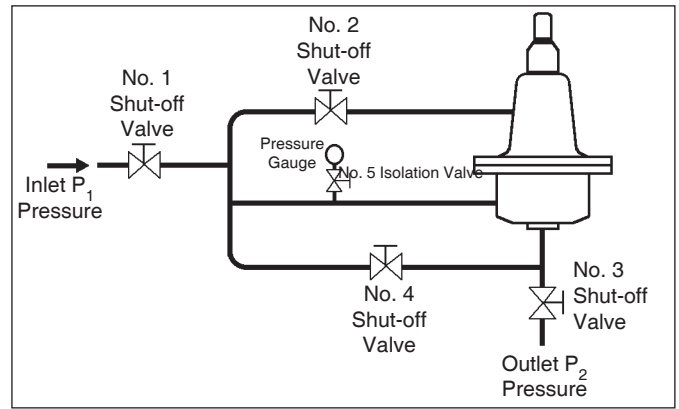 No. 2
Shut-off
Valve
No. 1
Shut-off
Valve
Pressure
Gauge
No. 5 Isolation Valve
Inlet P1
Pressure
No. 4
Shut-off
Valve
No. 3
Shut-off
Valve
Outlet P2
Pressure